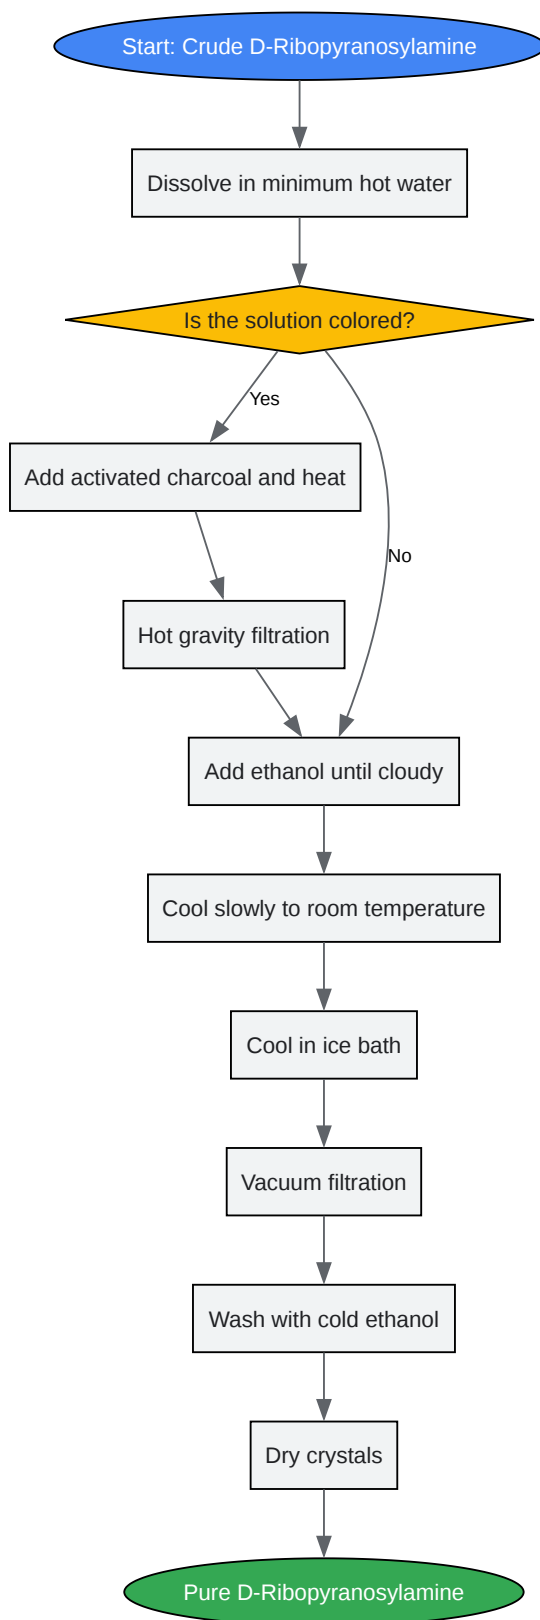 Start: Crude D-Ribopyranosylamine
Dissolve in minimum hot water
Is the solution colored?
Yes
Add activated charcoal and heat
No
Hot gravity filtration
Add ethanol until cloudy
Cool slowly to room temperature
Cool in ice bath
Vacuum filtration
Wash with cold ethanol
Dry crystals
Pure D-Ribopyranosylamine